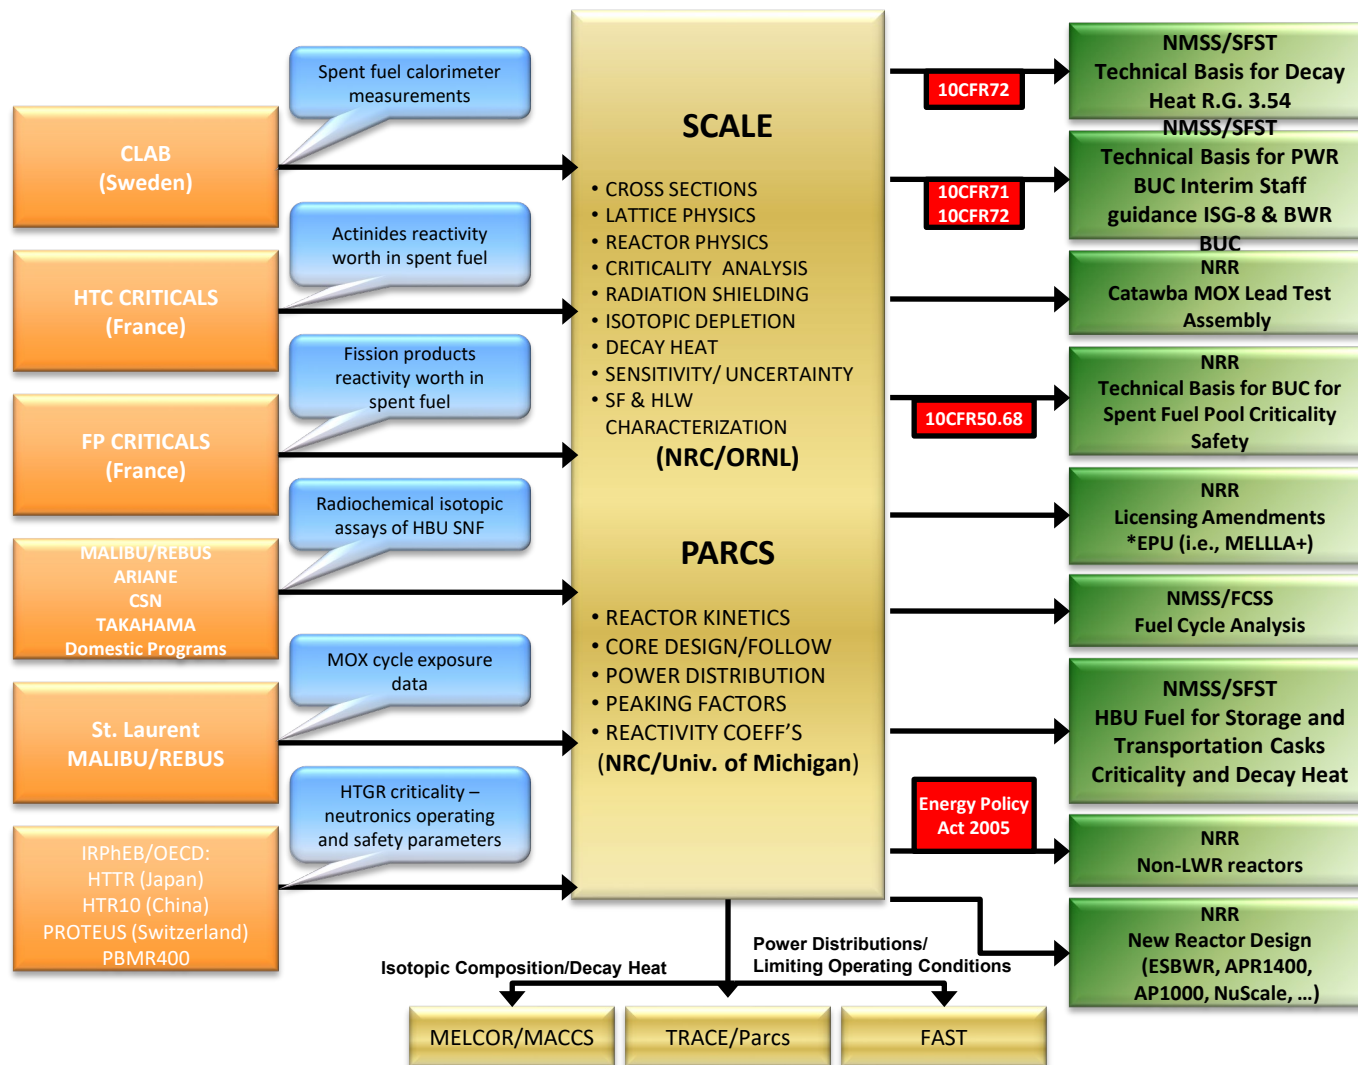 Spent fuel calorimeter
measurements
CLAB
(Sweden)
Actinides reactivity
worth in spent fuel
HTC CRITICALS
(France)
Fission products
reactivity worth in
spent fuel
FP CRITICALS
(France)
Radiochemical isotopic
assays of HBU SNF
MALIBU/REBUS
ARIANE
CSN
TAKAHAMA
Domestic Programs
MOX cycle exposure
data
St. Laurent
MALIBU/REBUS
HTGR criticality –
neutronics operating
and safety parameters
IRPhEB/OECD:
HTTR (Japan)
HTR10 (China)
PROTEUS (Switzerland)
PBMR400
SCALE
• CROSS SECTIONS
• LATTICE PHYSICS
• REACTOR PHYSICS
• CRITICALITY ANALYSIS
• RADIATION SHIELDING
• ISOTOPIC DEPLETION
• DECAY HEAT
• SENSITIVITY/ UNCERTAINTY
• SF & HLW
CHARACTERIZATION
(NRC/ORNL)
PARCS
• REACTOR KINETICS
• CORE DESIGN/FOLLOW
• POWER DISTRIBUTION
• PEAKING FACTORS
• REACTIVITY COEFF'S
(NRC/Univ. of Michigan)
10CFR72
NMSS/SFST
Technical Basis for Decay
Heat R.G. 3.54
10CFR71
10CFR72
NMSS/SFST
Technical Basis for PWR
BUC Interim Staff
guidance ISG-8 & BWR
BUC
NRR
Catawba MOX Lead Test
Assembly
10CFR50.68
NRR
Technical Basis for BUC for
Spent Fuel Pool Criticality
Safety
NRR
Licensing Amendments
*EPU (i.e., MELLLA+)
NMSS/FCSS
Fuel Cycle Analysis
NMSS/SFST
HBU Fuel for Storage and
Transportation Casks
Criticality and Decay Heat
Energy Policy
Act 2005
NRR
Non-LWR reactors
NRR
New Reactor Design
(ESBWR, APR1400,
AP1000, NuScale, ...)
Isotopic Composition/Decay Heat
Power Distributions/
Limiting Operating Conditions
MELCOR/MACCS
TRACE/Parcs
FAST